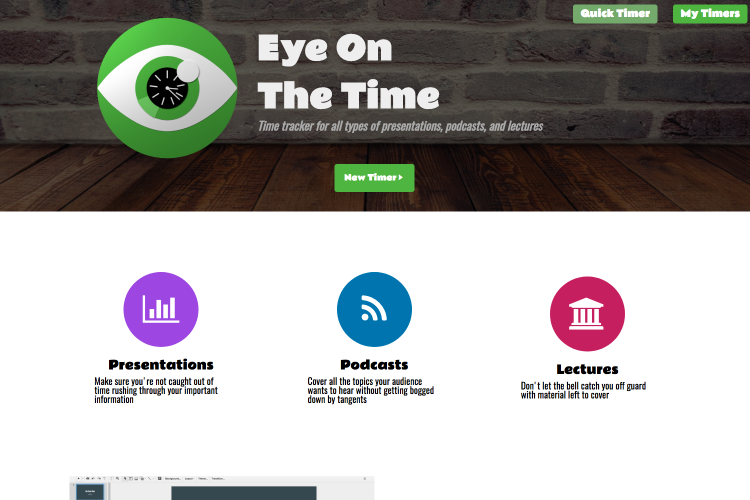 Quick Timer
My Timers
Eye On
The Time
Time tracker for all types of presentations, podcasts, and lectures
New Timer >
Presentations
Make sure you're not caught out of
time rushing through your important
information
Podcasts
Cover all the topics your audience
wants to hear without getting bogged
down by tangents
Lectures
Don't let the bell catch you off guard
with material left to cover